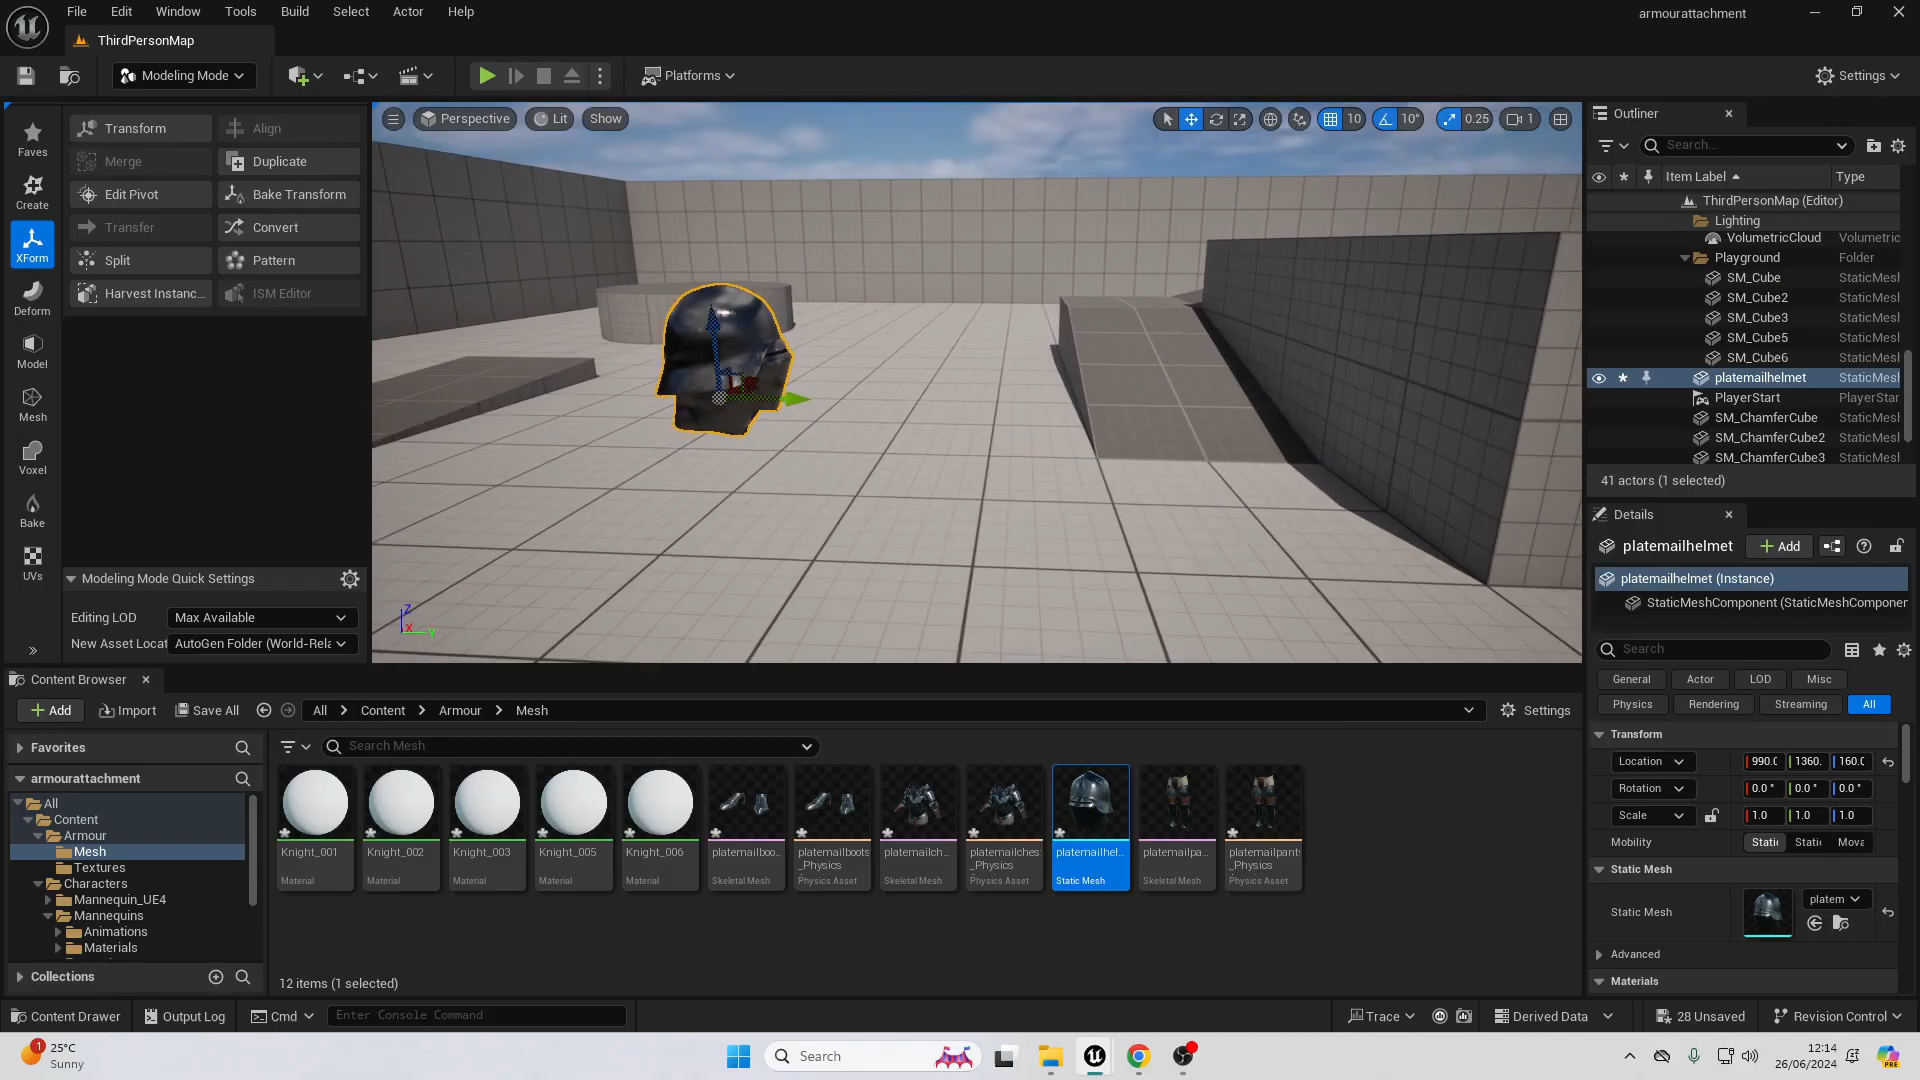 File Edit Window Tools Build Select Actor Help
armourattachment
ThirdPersonMap
Modeling Mode
Platforms
Settings
Faves
Create
XForm
Deform
Model
Mesh
Voxel
Bake
UVs
Transform Align
Merge Duplicate
Edit Pivot Bake Transform
Transfer Convert
Split Pattern
Harvest Instanc... ISM Editor
Modeling Mode Quick Settings
Editing LOD Max Available
New Asset Locat AutoGen Folder (World-Rela
Perspective Lit Show
10 10° 0.25 1
Z
X Y
Outliner
Search...
Item Label Type
ThirdPersonMap (Editor)
Lighting
VolumetricCloud Volumetric
Playground Folder
SM_Cube StaticMesh
SM_Cube2 StaticMesh
SM_Cube3 StaticMesh
SM_Cube5 StaticMesh
SM_Cube6 StaticMesh
platemailhelmet StaticMesh
PlayerStart PlayerStar
SM_ChamferCube StaticMesh
SM_ChamferCube2 StaticMesh
SM_ChamferCube3 StaticMesh
41 actors (1 selected)
Details
platemailhelmet Add
platemailhelmet (Instance)
StaticMeshComponent (StaticMeshComponer
Search
General Actor LOD Misc
Physics Rendering Streaming All
Transform
Location 990.0 1360. 160.0
Rotation 0.0 ° 0.0 ° 0.0 °
Scale 1.0 1.0 1.0
Mobility Static Static Mova
Static Mesh
Static Mesh platem
Advanced
Materials
Content Browser
Add Import Save All All Content Armour Mesh Settings
Favorites
armourattachment
All
Content
Armour
Mesh
Textures
Characters
Mannequin_UE4
Mannequins
Animations
Materials
Collections
Search Mesh
Knight_001
Material
Knight_002
Material
Knight_003
Material
Knight_005
Material
Knight_006
Material
platemailboo...
Skeletal Mesh
platemailboots
_Physics
Physics Asset
platemailch...
Skeletal Mesh
platemailches
_Physics
Physics Asset
platemailhel...
Static Mesh
platemailpa...
Skeletal Mesh
platemailpant
_Physics
Physics Asset
12 items (1 selected)
Content Drawer Output Log Cmd Enter Console Command
Trace Derived Data 28 Unsaved Revision Control
1
25°C
Sunny
Search
12:14
26/06/2024
PRE